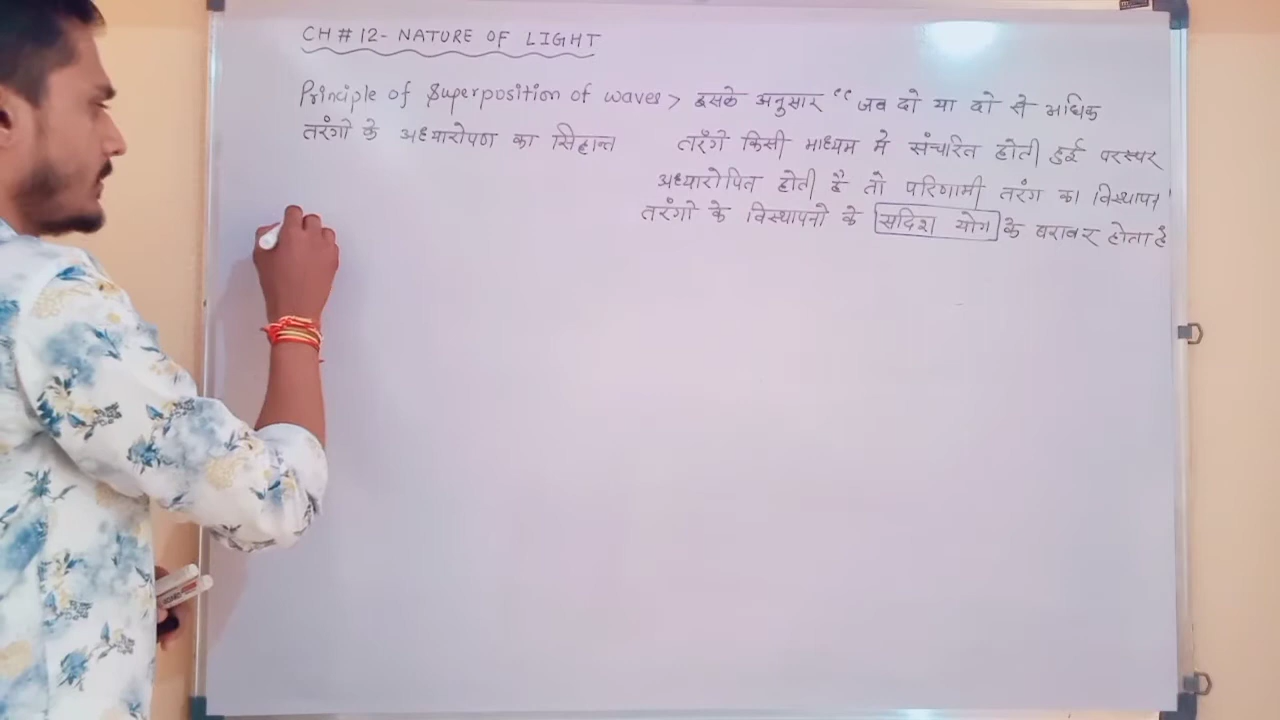 CH # 12- NATURE OF LIGHT
Principle of Superposition of waves > इसके अनुसार “ जब दो या दो से अधिक
तरंगो के अध्यारोपण का सिद्धान्त
तरंगे किसी माध्यम मे संचरित होती हुई परस्पर
अध्यारोपित होती है तो परिणामी तरंग का विस्थापन
तरंगो के विस्थापनो के सदिश योग के बराबर होता है